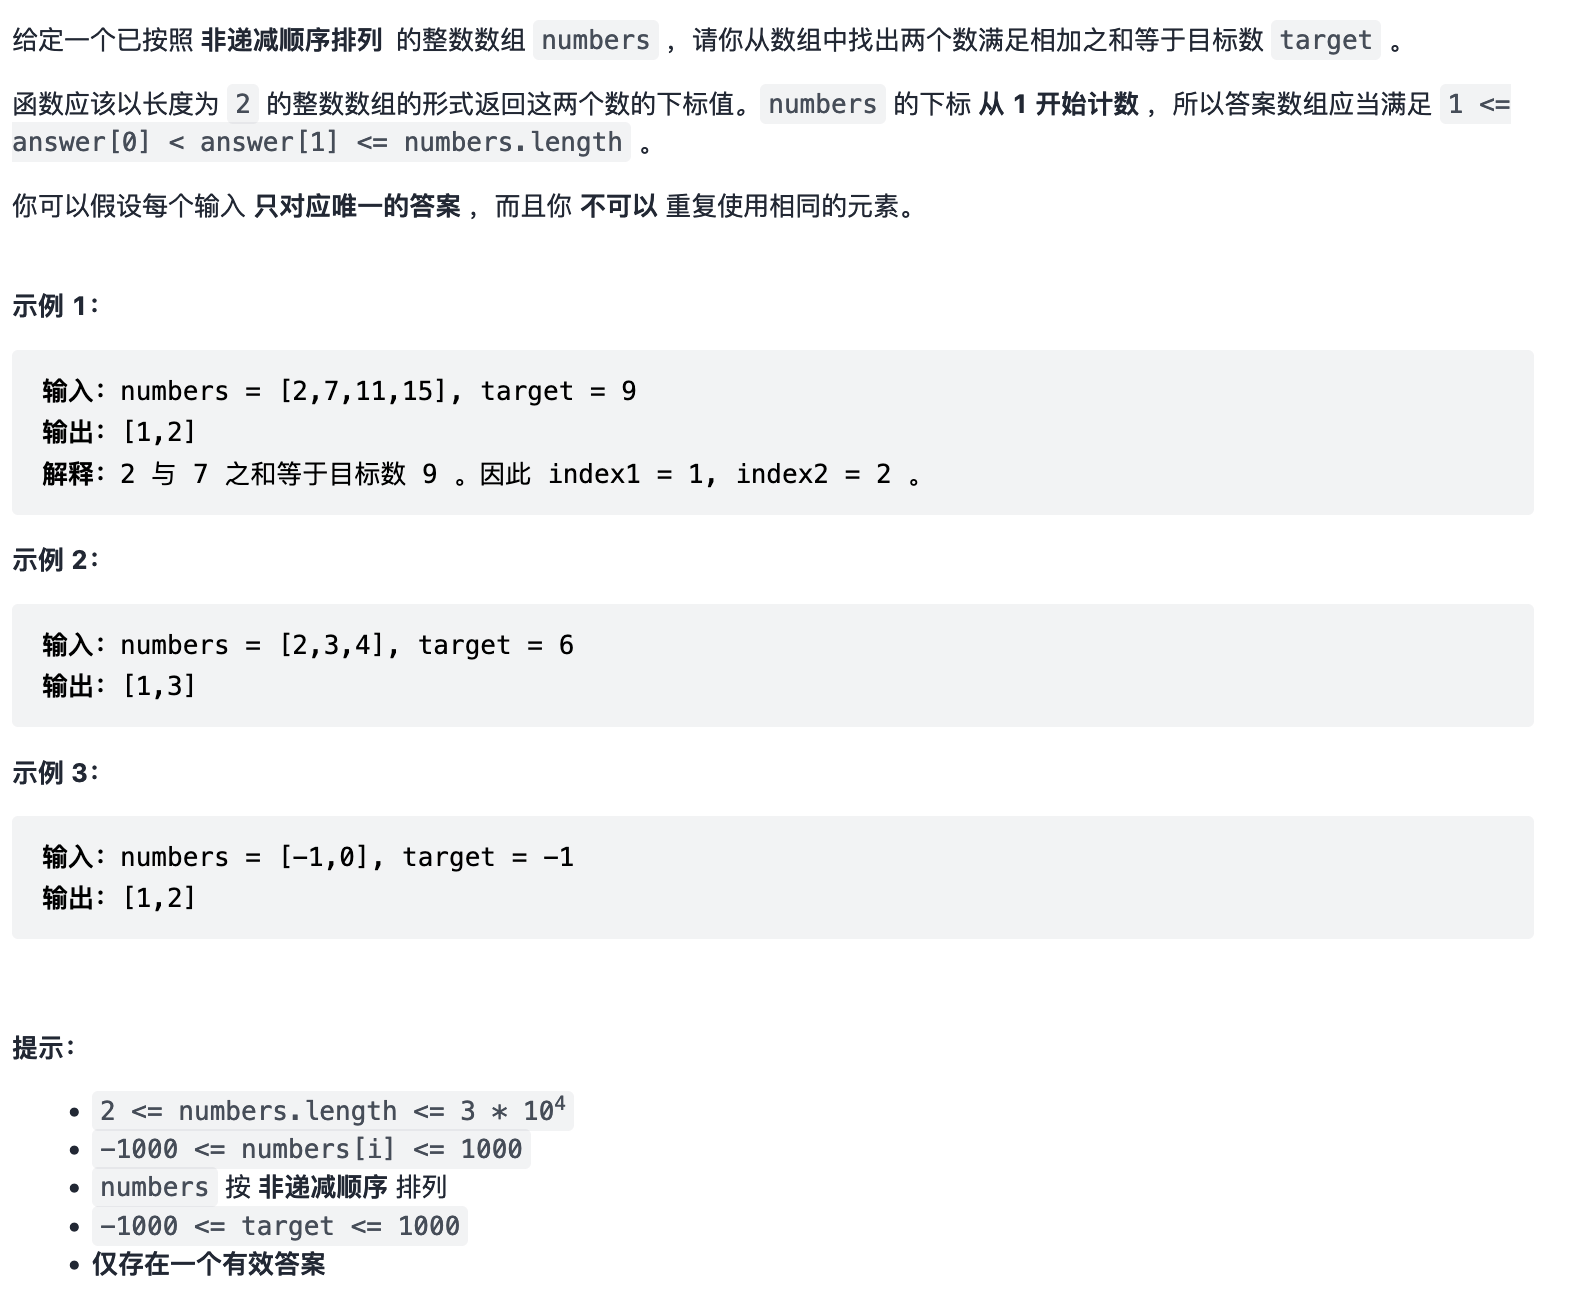 给定一个已按照 非递减顺序排列 的整数数组 numbers ，请你从数组中找出两个数满足相加之和等于目标数 target 。
函数应该以长度为 2 的整数数组的形式返回这两个数的下标值。numbers 的下标 从 1 开始计数 ，所以答案数组应当满足 1 <=
answer[0] < answer[1] <= numbers.length 。
你可以假设每个输入 只对应唯一的答案 ，而且你 不可以 重复使用相同的元素。
示例 1：
输入：numbers = [2,7,11,15], target = 9
输出：[1,2]
解释：2 与 7 之和等于目标数 9 。因此 index1 = 1, index2 = 2 。
示例 2：
输入：numbers = [2,3,4], target = 6
输出：[1,3]
示例 3：
输入：numbers = [-1,0], target = -1
输出：[1,2]
提示：
• 2 <= numbers.length <= 3 * 10⁴
• -1000 <= numbers[i] <= 1000
• numbers 按 非递减顺序 排列
• -1000 <= target <= 1000
• 仅存在一个有效答案